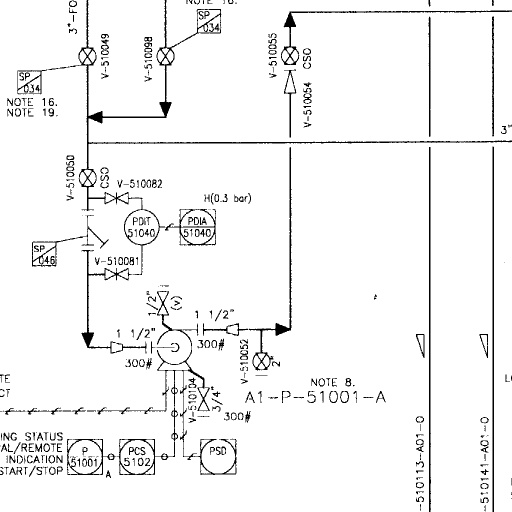 NOTE 16.
3"-FO
SP
034
V-510049
V-510098
V-510055
CSO
SP
034
NOTE 16.
NOTE 19.
V-510054
3"
V-510050
CSO
V-510082
H(0.3 bar)
PDIT
51040
PDIA
51040
SP
046
V-510081
1/2"
(v)
1 1/2"
1 1/2"
300#
300#
V-510052
2"
V-510104
3/4"
300#
NOTE 8.
A1-P-51001-A
TE
CT
ING STATUS
AL/REMOTE
INDICATION
START/STOP
P
51001
A
PCS
5102
PSD
-510113-A01-0
-510141-A01-0